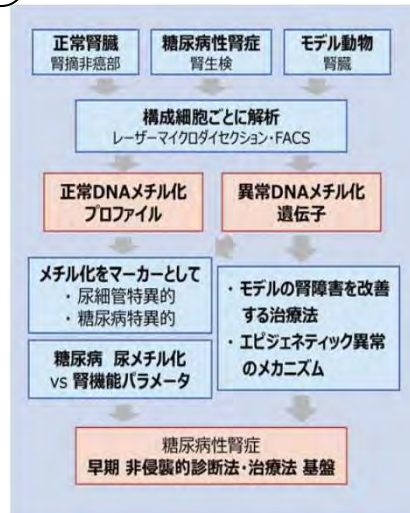 正常腎臓
腎摘非癌部
糖尿病性腎症
腎生検
モデル動物
腎臓
構成細胞ごとに解析
レーザーマイクロダイセクション・FACS
正常DNAメチル化
プロファイル
異常DNAメチル化
遺伝子
メチル化をマーカーとして
・尿細管特異的
・糖尿病特異的
糖尿病 尿メチル化
vs 腎機能パラメータ
・モデルの腎障害を改善
する治療法
・エピジェネティック異常
のメカニズム
糖尿病性腎症
早期 非侵襲的診断法・治療法 基盤